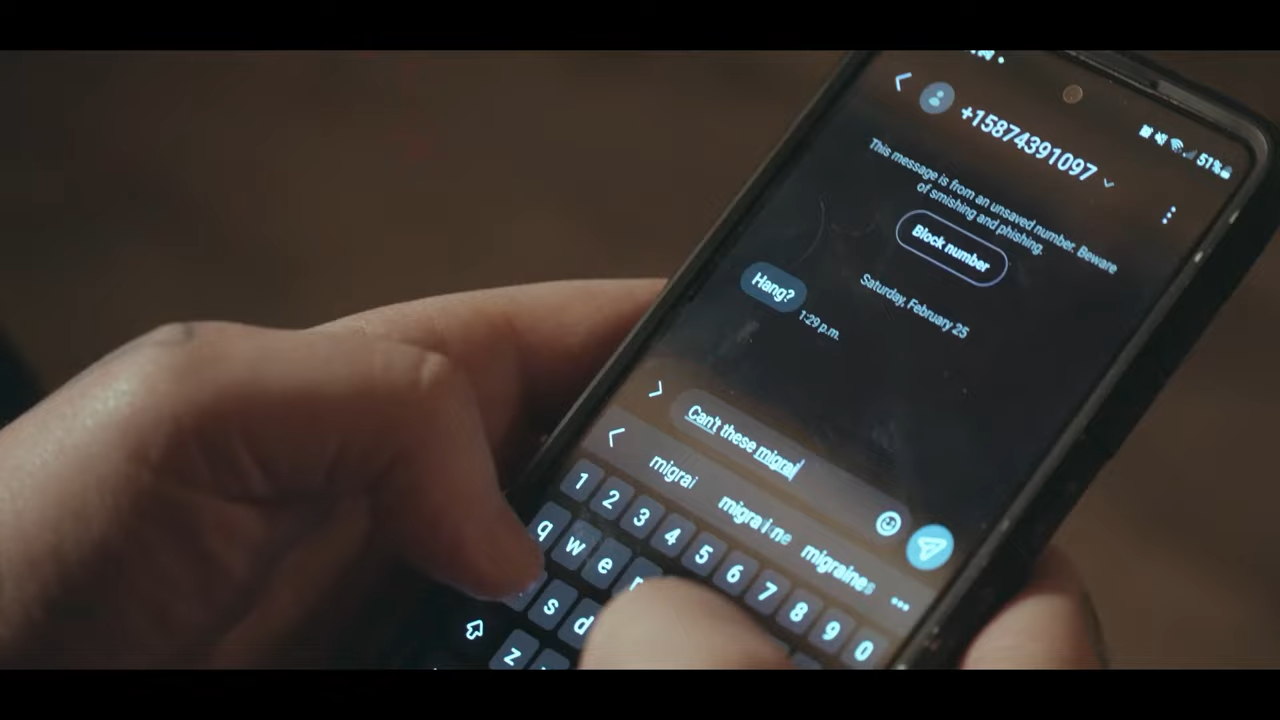 51%
+15874391097
This message is from an unsaved number. Beware
of smishing and phishing.
Block number
Saturday, February 25
Hang?
1:29 p.m.
Can't these migrai
migrai migraine migraines
1 2 3 4 5 6 7 8 9 0
q w e
s d
z